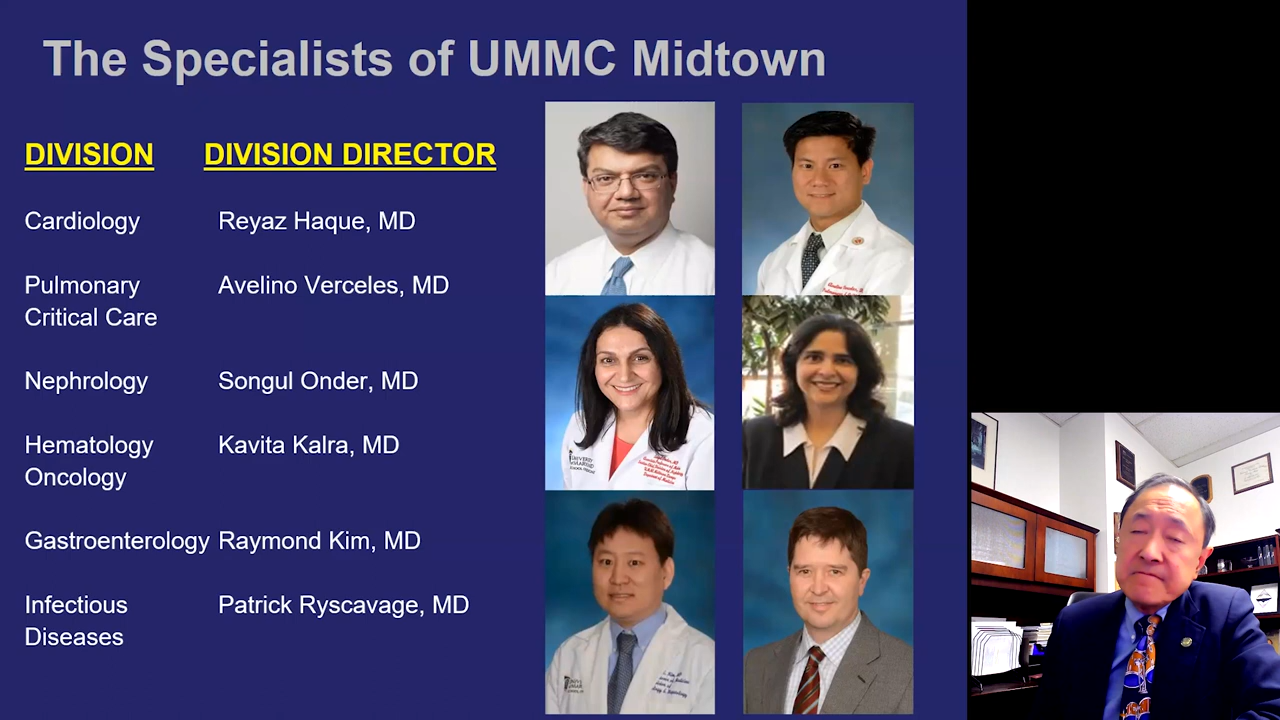 The Specialists of UMMC Midtown
DIVISION DIVISION DIRECTOR
Cardiology Reyaz Haque, MD
Pulmonary Avelino Verceles, MD
Critical Care
Nephrology Songul Onder, MD
Hematology Kavita Kalra, MD
Oncology
Gastroenterology Raymond Kim, MD
Infectious Patrick Ryscavage, MD
Diseases